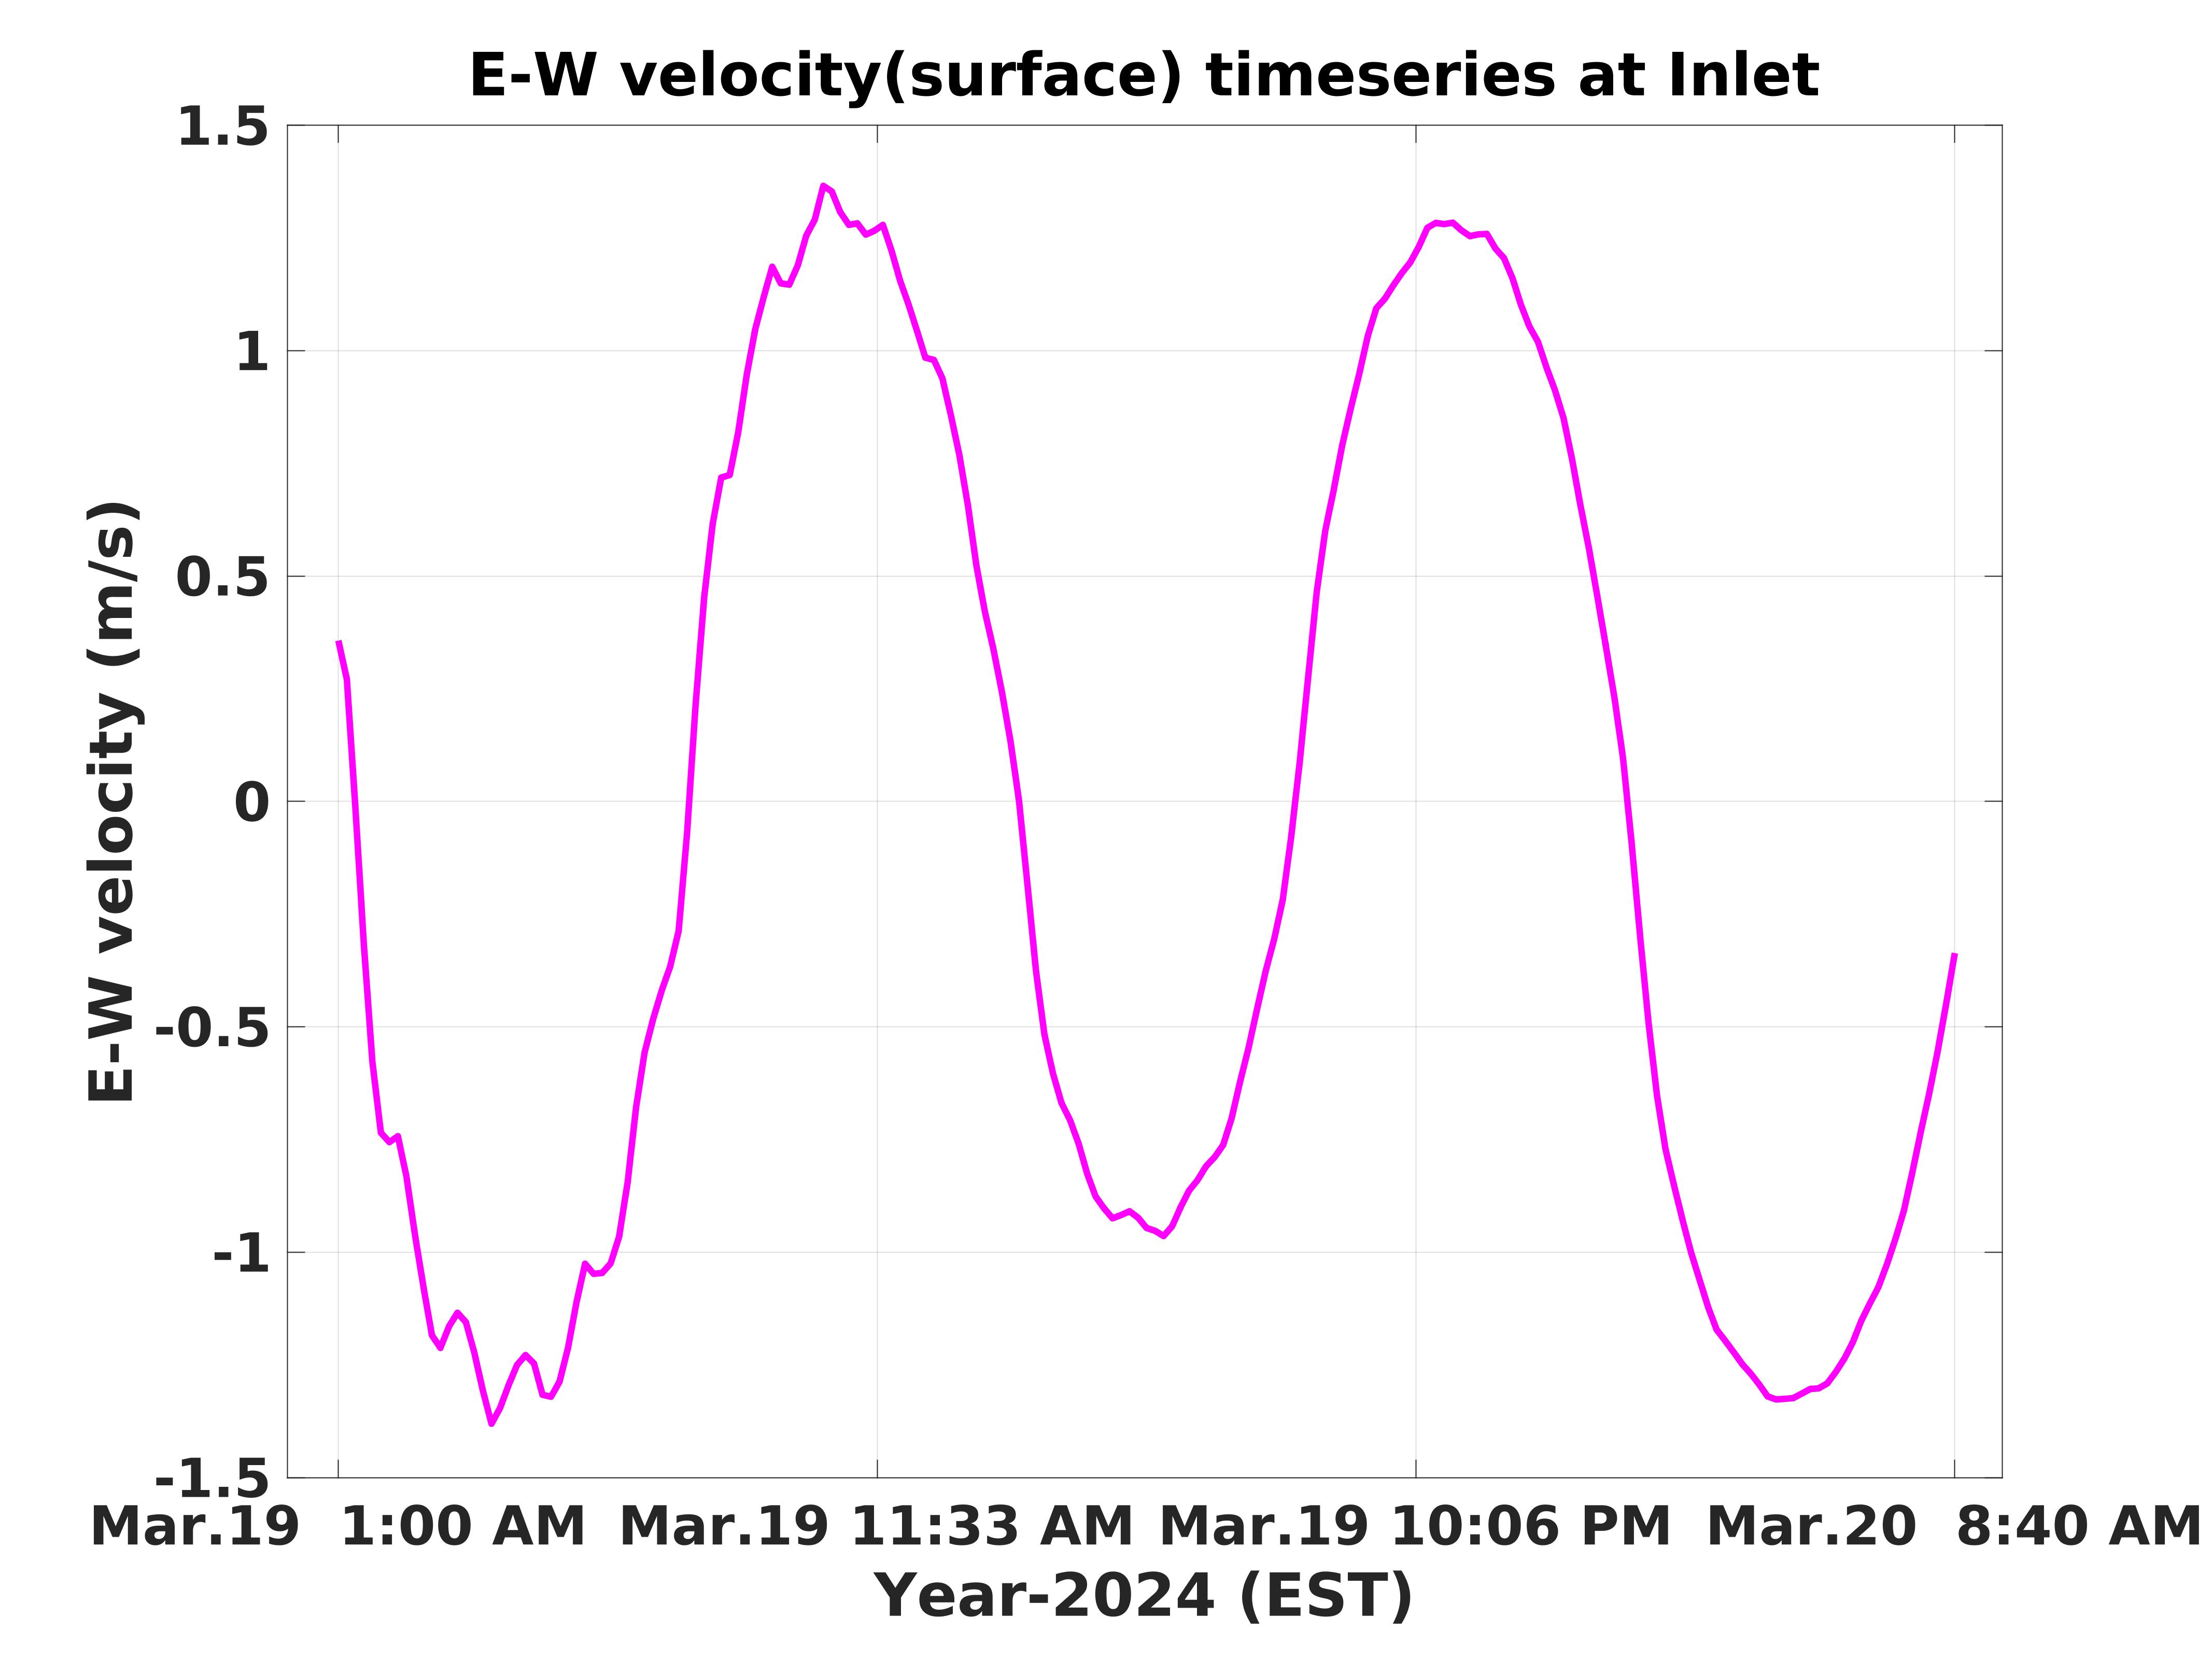 E-W velocity(surface) timeseries at Inlet
E-W velocity (m/s)
1.5
1
0.5
0
-0.5
-1
-1.5
Mar.19 1:00 AM Mar.19 11:33 AM Mar.19 10:06 PM Mar.20 8:40 AM
Year-2024 (EST)